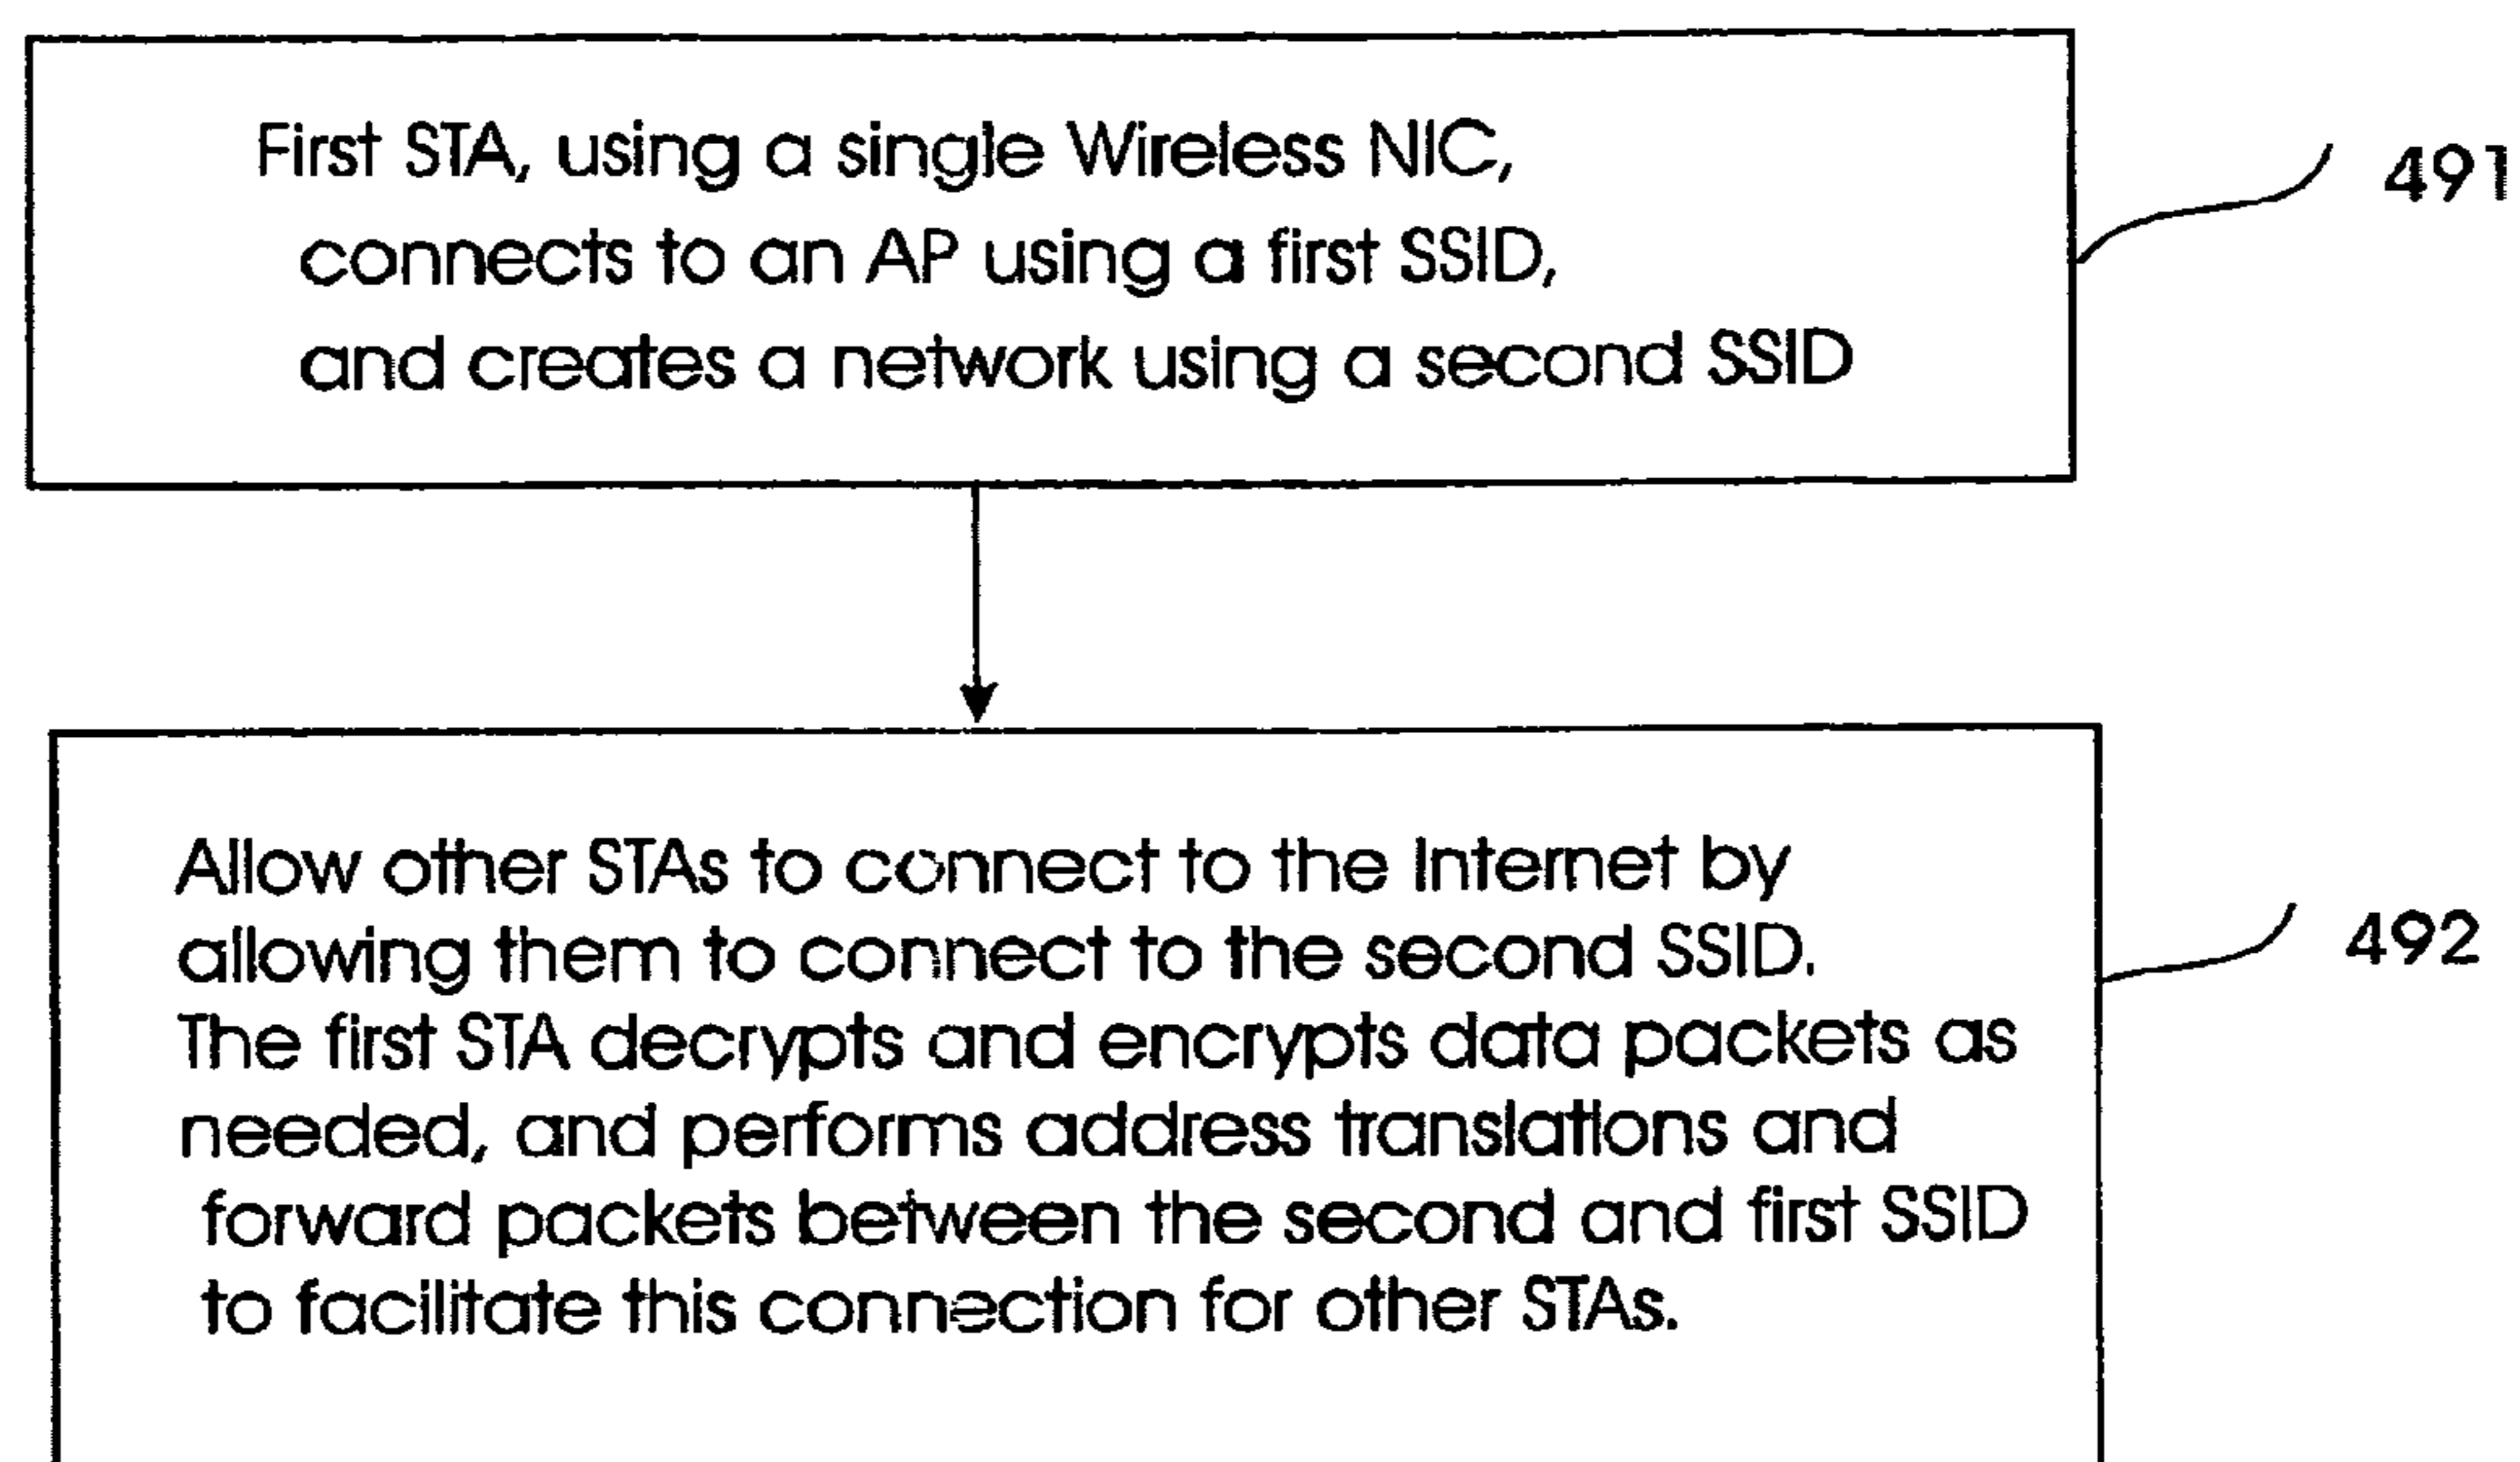 First STA, using a single Wireless NIC,
connects to an AP using a first SSID,
and creates a network using a second SSID
491
Allow other STAs to connect to the Internet by
allowing them to connect to the second SSID.
The first STA decrypts and encrypts data packets as
needed, and performs address translations and
forward packets between the second and first SSID
to facilitate this connection for other STAs.
492